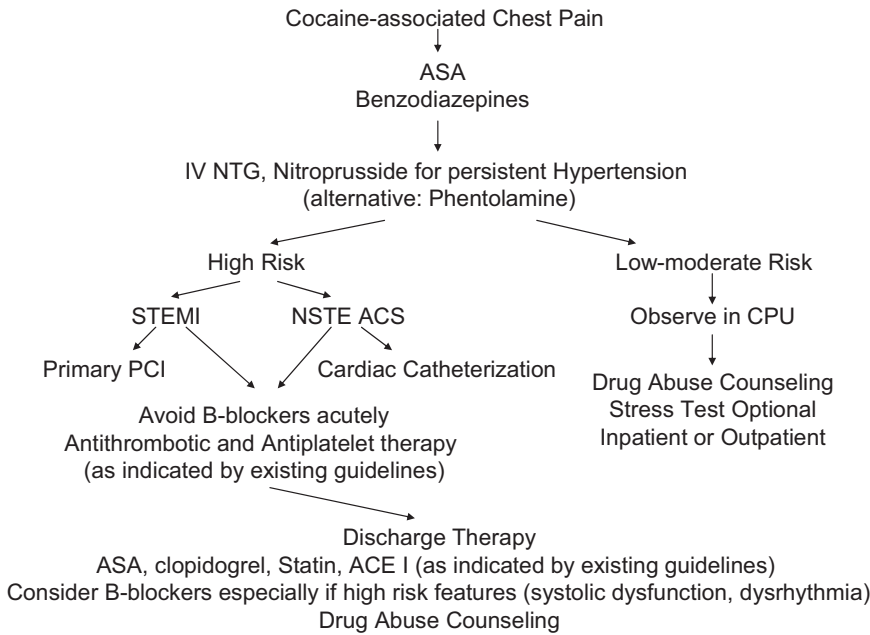 Cocaine-associated Chest Pain
ASA
Benzodiazepines
IV NTG, Nitroprusside for persistent Hypertension
(alternative: Phentolamine)
High Risk
Low-moderate Risk
STEMI
NSTE ACS
Observe in CPU
Primary PCI
Cardiac Catheterization
Drug Abuse Counseling
Stress Test Optional
Inpatient or Outpatient
Avoid B-blockers acutely
Antithrombotic and Antiplatelet therapy
(as indicated by existing guidelines)
Discharge Therapy
ASA, clopidogrel, Statin, ACE I (as indicated by existing guidelines)
Consider B-blockers especially if high risk features (systolic dysfunction, dysrhythmia)
Drug Abuse Counseling